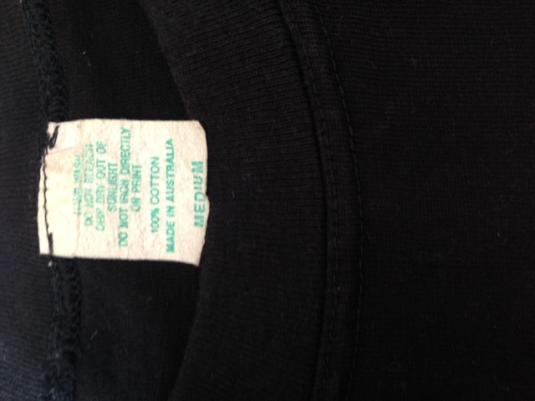 DO NOT BLEACH
DRIP DRY OUT OF
SUNLIGHT
DO NOT IRON DIRECTLY
ON PRINT
100% COTTON
MADE IN AUSTRALIA
MEDIUM